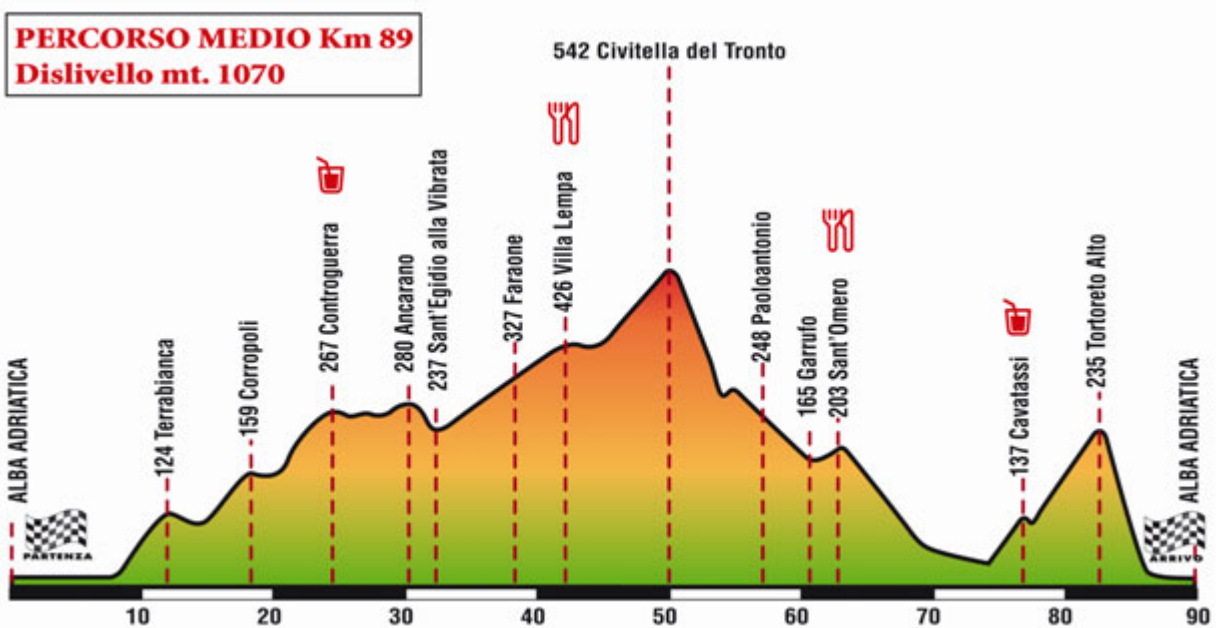 PERCORSO MEDIO Km 89
Dislivello mt. 1070
542 Civitella del Tronto
ALBA ADRIATICA
124 Terrabianca
159 Corropoli
267 Controguerra
280 Ancarano
237 Sant'Egidio alla Vibrata
327 Faraone
426 Villa Lempa
248 Paoloantonio
165 Garrufo
203 Sant'Omero
137 Cavatassi
235 Tortoreto Alto
ALBA ADRIATICA
PARTENZA
ARRIVO
10 20 30 40 50 60 70 80 90